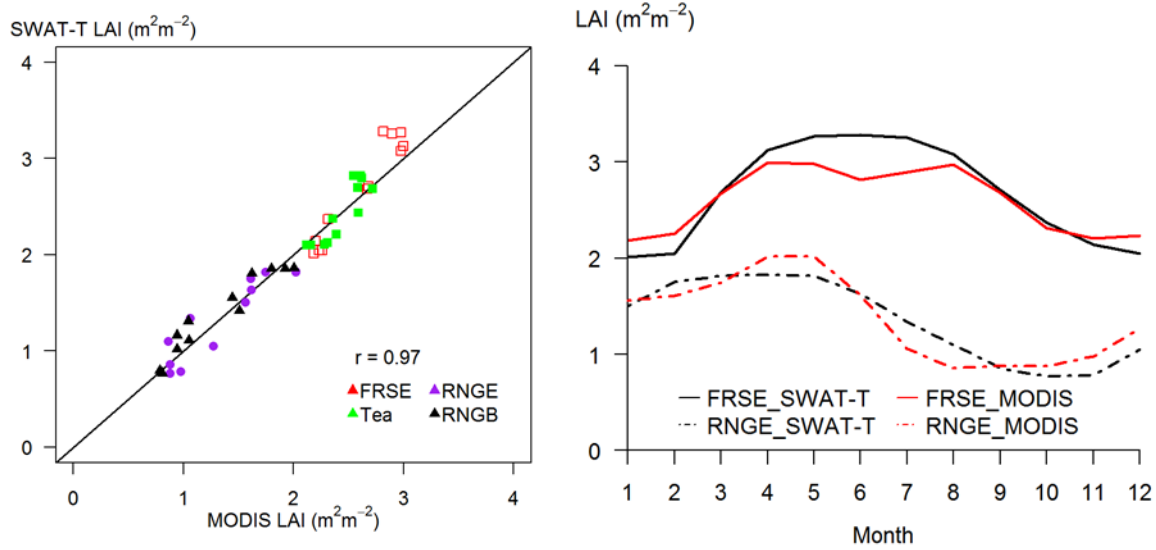 SWAT-T LAI (m²m⁻²)
4
3
2
1
0
r = 0.97
FRSE RNGE
Tea RNGB
0 1 2 3 4
MODIS LAI (m²m⁻²)
LAI (m²m⁻²)
4
3
2
1
0
FRSE_SWAT-T FRSE_MODIS
RNGE_SWAT-T RNGE_MODIS
1 2 3 4 5 6 7 8 9 10 11 12
Month